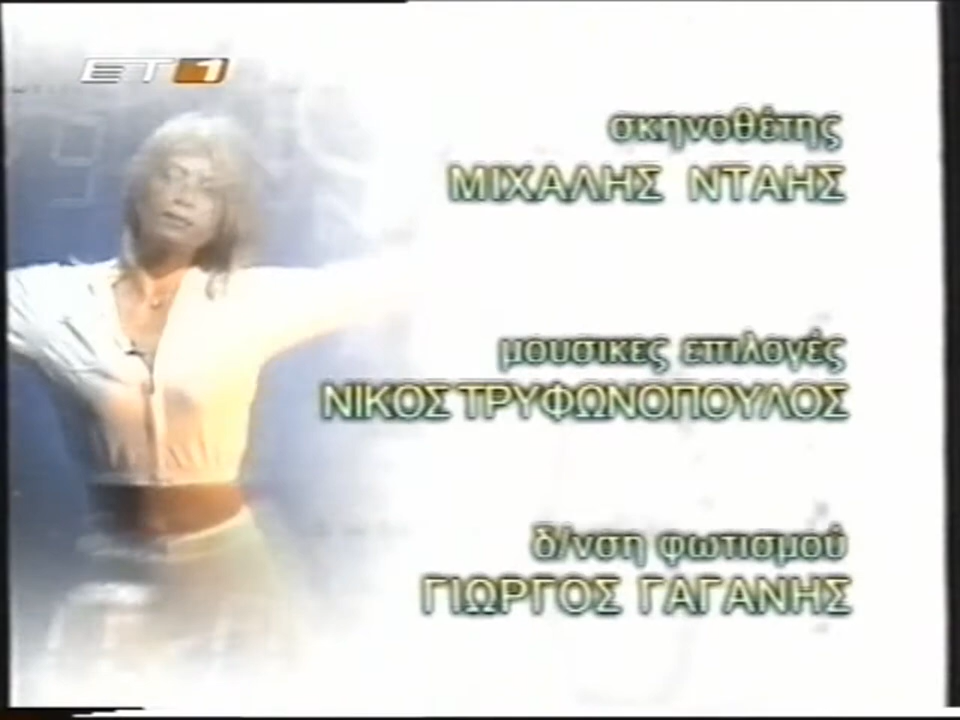 ET1
σκηνοθέτης
ΜΙΧΑΛΗΣ ΝΤΑΗΣ
μουσικες επιλογές
ΝΙΚΟΣ ΤΡΥΦΩΝΟΠΟΥΛΟΣ
δ/νση φωτισμού
ΓΙΩΡΓΟΣ ΓΑΓΑΝΗΣ